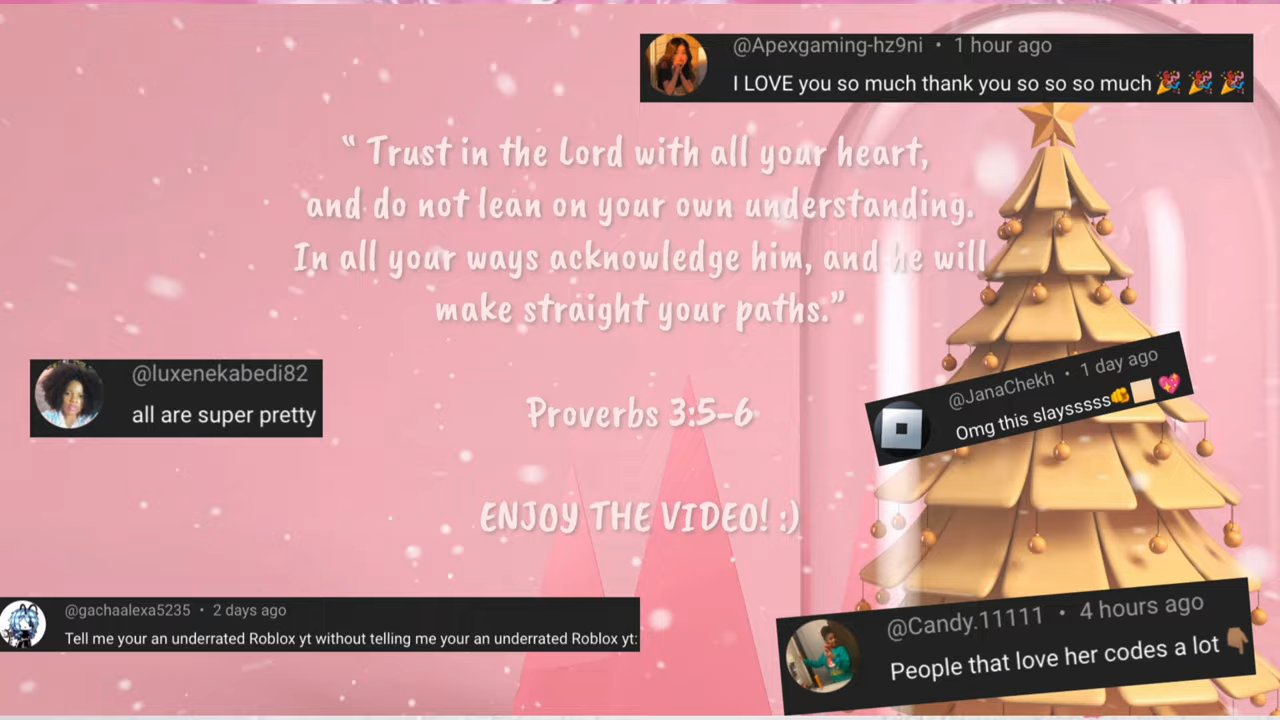 @Apexgaming-hz9ni • 1 hour ago
I LOVE you so much thank you so so so much 🎉 🎉 🎉
“ Trust in the Lord with all your heart,
and do not lean on your own understanding.
In all your ways acknowledge him, and he will
make straight your paths.”
@luxenekabedi82
all are super pretty
Proverbs 3:5-6
@JanaChekh • 1 day ago
Omg this slaysssss🫵🏻💖
ENJOY THE VIDEO! :)
@gachaalexa5235 • 2 days ago
Tell me your an underrated Roblox yt without telling me your an underrated Roblox yt:
@Candy.11111 • 4 hours ago
People that love her codes a lot 👇🏽